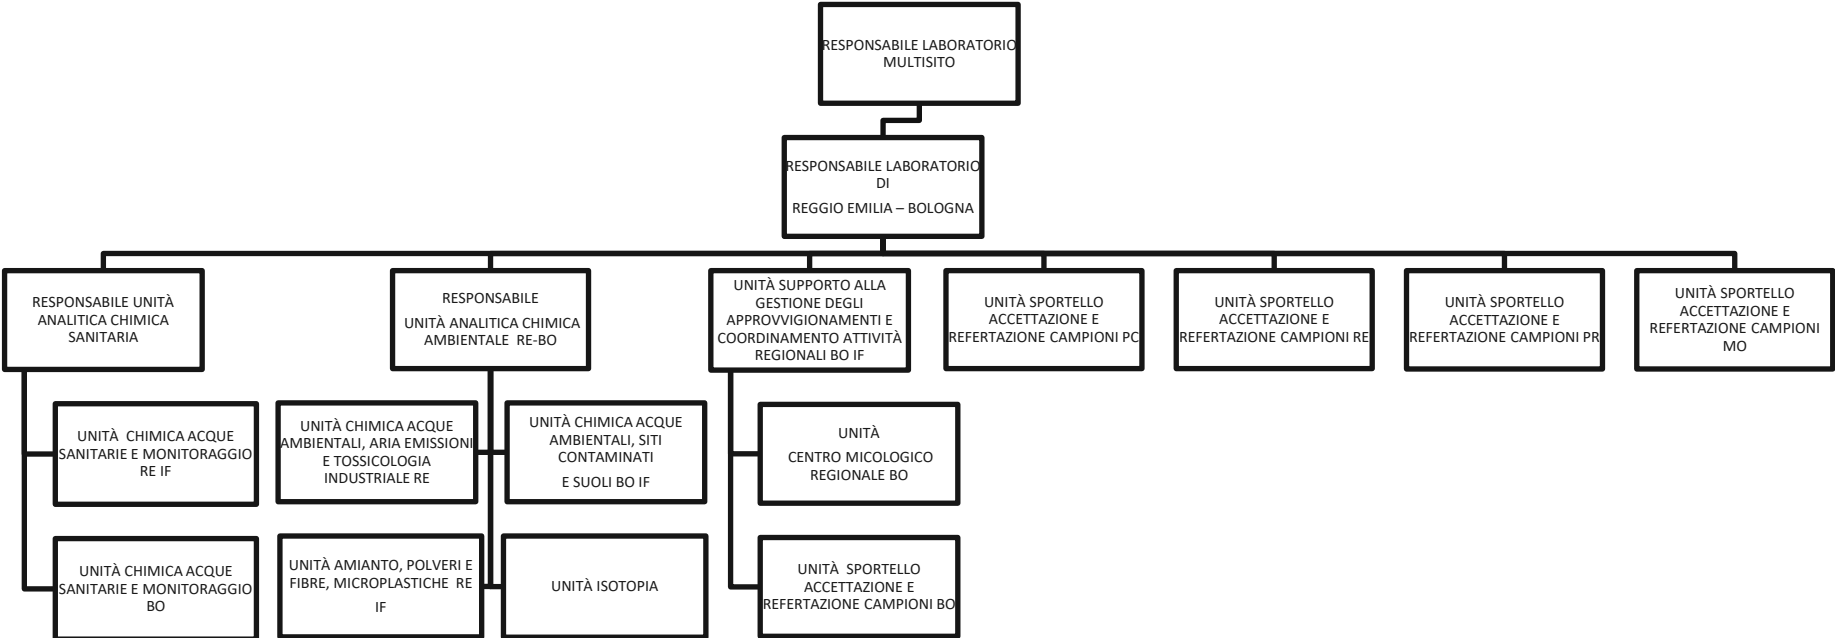 RESPONSABILE LABORATORIO
MULTISITO
RESPONSABILE LABORATORIO
DI
REGGIO EMILIA – BOLOGNA
RESPONSABILE UNITÀ
ANALITICA CHIMICA
SANITARIA
RESPONSABILE
UNITÀ ANALITICA CHIMICA
AMBIENTALE RE-BO
UNITÀ SUPPORTO ALLA
GESTIONE DEGLI
APPROVVIGIONAMENTI E
COORDINAMENTO ATTIVITÀ
REGIONALI BO IF
UNITÀ SPORTELLO
ACCETTAZIONE E
REFERTAZIONE CAMPIONI PC
UNITÀ SPORTELLO
ACCETTAZIONE E
REFERTAZIONE CAMPIONI RE
UNITÀ SPORTELLO
ACCETTAZIONE E
REFERTAZIONE CAMPIONI PR
UNITÀ SPORTELLO
ACCETTAZIONE E
REFERTAZIONE CAMPIONI
MO
UNITÀ CHIMICA ACQUE
SANITARIE E MONITORAGGIO
RE IF
UNITÀ CHIMICA ACQUE
AMBIENTALI, ARIA EMISSIONI
E TOSSICOLOGIA
INDUSTRIALE RE
UNITÀ CHIMICA ACQUE
AMBIENTALI, SITI
CONTAMINATI
E SUOLI BO IF
UNITÀ
CENTRO MICOLOGICO
REGIONALE BO
UNITÀ CHIMICA ACQUE
SANITARIE E MONITORAGGIO
BO
UNITÀ AMIANTO, POLVERI E
FIBRE, MICROPLASTICHE RE
IF
UNITÀ ISOTOPIA
UNITÀ SPORTELLO
ACCETTAZIONE E
REFERTAZIONE CAMPIONI BO